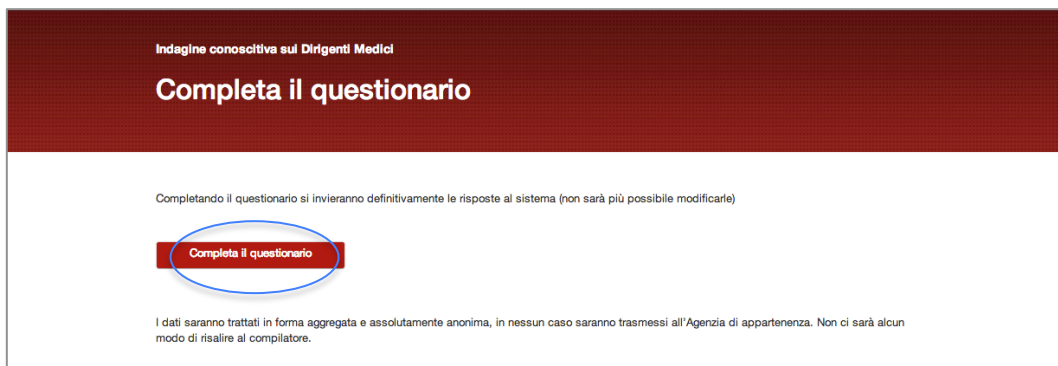 Indagine conoscitiva sui Dirigenti Medici
Completa il questionario
Completando il questionario si invieranno definitivamente le risposte al sistema (non sarà più possibile modificarle)
Completa il questionario
I dati saranno trattati in forma aggregata e assolutamente anonima, in nessun caso saranno trasmessi all'Agenzia di appartenenza. Non ci sarà alcun
modo di risalire al compilatore.